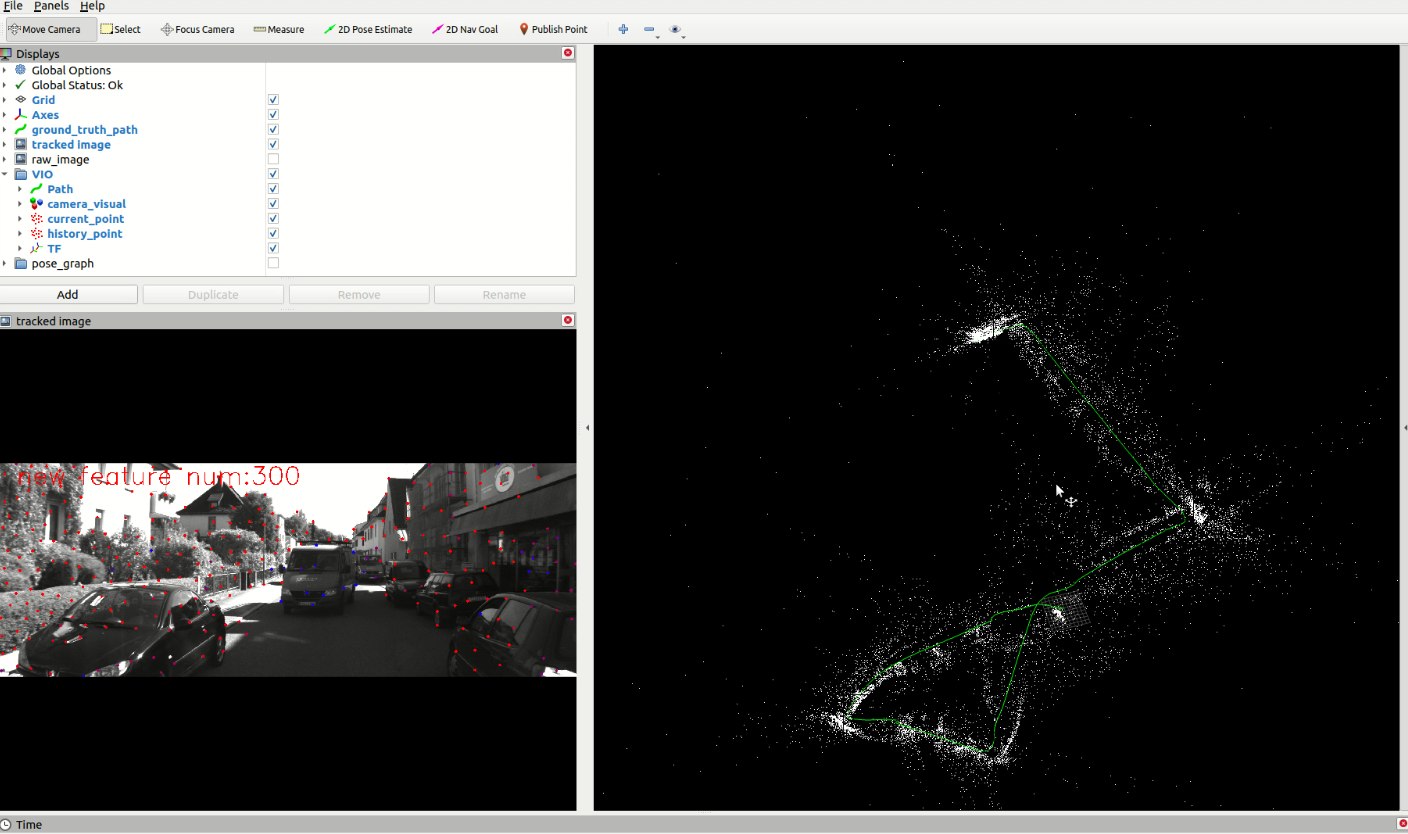 File Panels Help
Move Camera Select Focus Camera Measure 2D Pose Estimate 2D Nav Goal Publish Point
Displays
Global Options
Global Status: Ok
Grid
Axes
ground_truth_path
tracked image
raw_image
VIO
Path
camera_visual
current_point
history_point
TF
pose_graph
Add Duplicate Remove Rename
tracked image
new feature num:300
Time